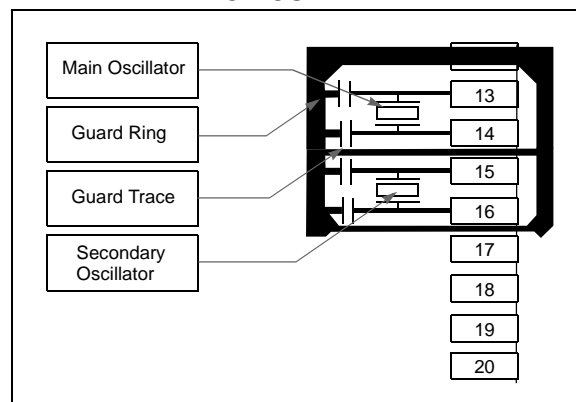 Main Oscillator
Guard Ring
Guard Trace
Secondary
Oscillator
13
14
15
16
17
18
19
20